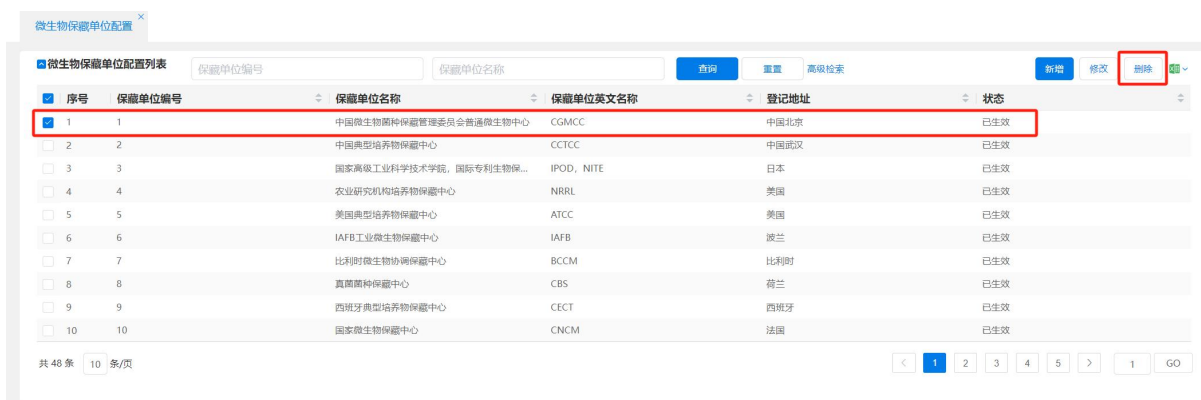 微生物保藏单位配置 ×
微生物保藏单位配置列表 保藏单位编号 保藏单位名称 查询 重置 高级检索 新增 修改 删除
序号 保藏单位编号 保藏单位名称 保藏单位英文名称 登记地址 状态
1 1 中国微生物菌种保藏管理委员会普通微生物中心 CGMCC 中国北京 已生效
2 2 中国典型培养物保藏中心 CCTCC 中国武汉 已生效
3 3 国家高级工业科学技术学院，国际专利生物保... IPOD，NITE 日本 已生效
4 4 农业研究机构培养物保藏中心 NRRL 美国 已生效
5 5 美国典型培养物保藏中心 ATCC 美国 已生效
6 6 IAFB工业微生物保藏中心 IAFB 波兰 已生效
7 7 比利时微生物协调保藏中心 BCCM 比利时 已生效
8 8 真菌菌种保藏中心 CBS 荷兰 已生效
9 9 西班牙典型培养物保藏中心 CECT 西班牙 已生效
10 10 国家微生物保藏中心 CNCM 法国 已生效
共 48 条 10 条/页 < 1 2 3 4 5 > 1 GO